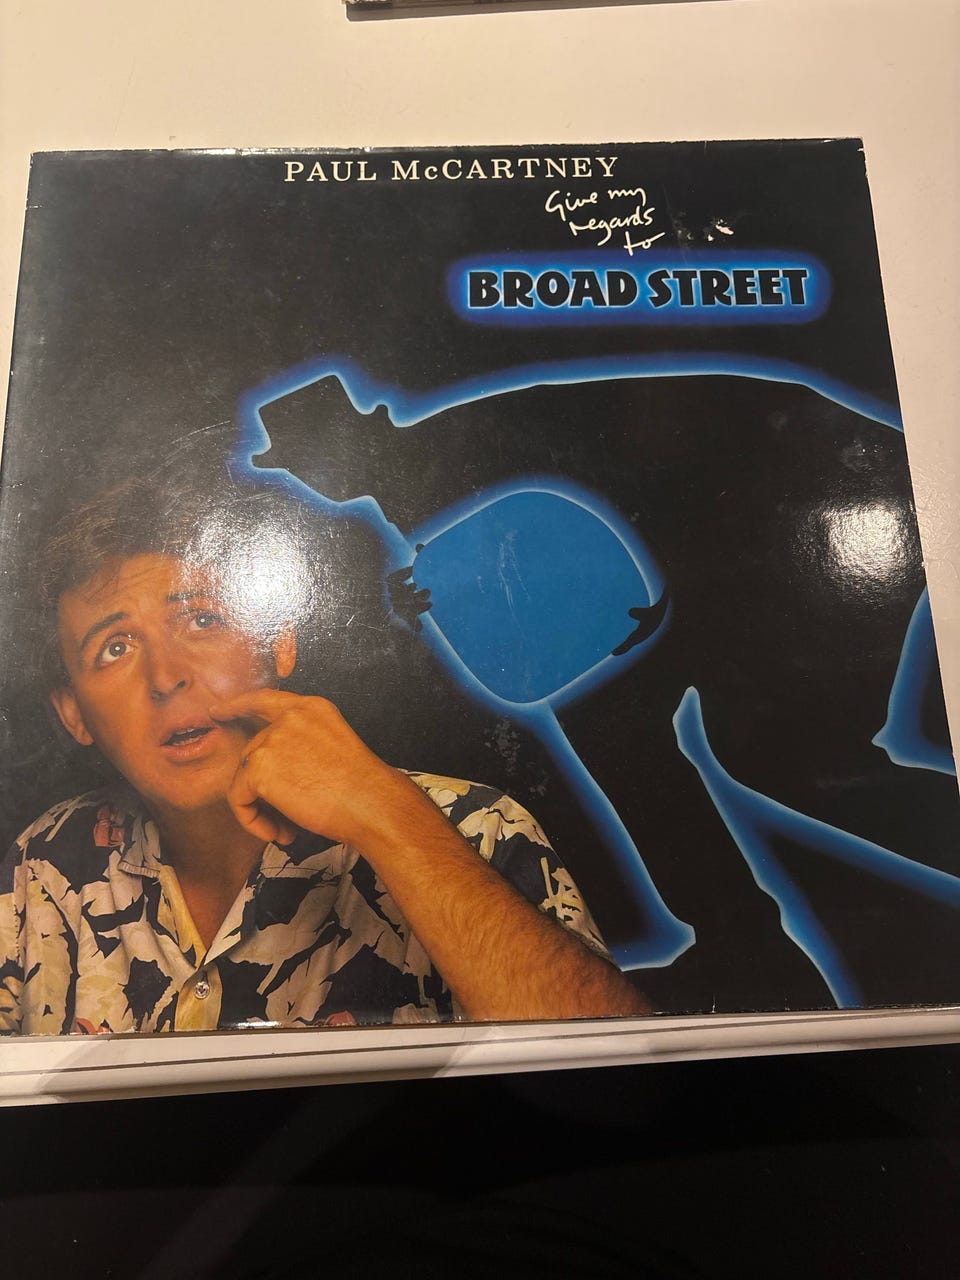 PAUL McCARTNEY
Give my
regards
to
BROAD STREET